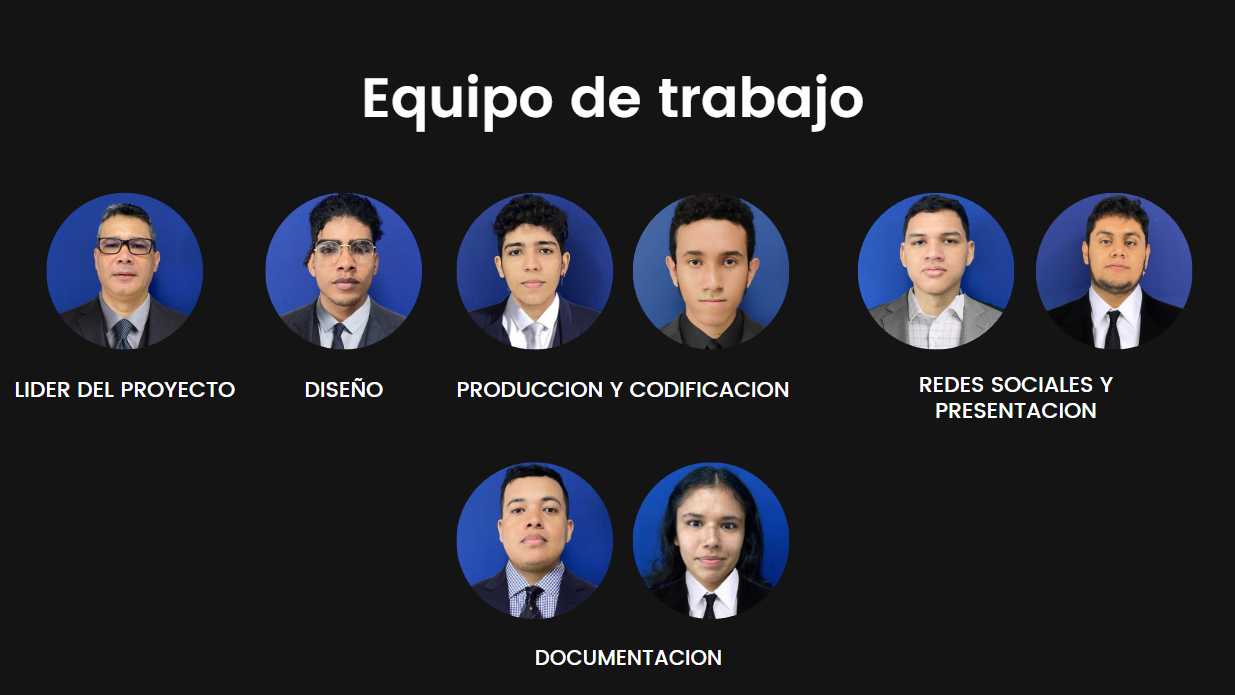 Equipo de trabajo
LIDER DEL PROYECTO
DISEÑO
PRODUCCION Y CODIFICACION
REDES SOCIALES Y
PRESENTACION
DOCUMENTACION